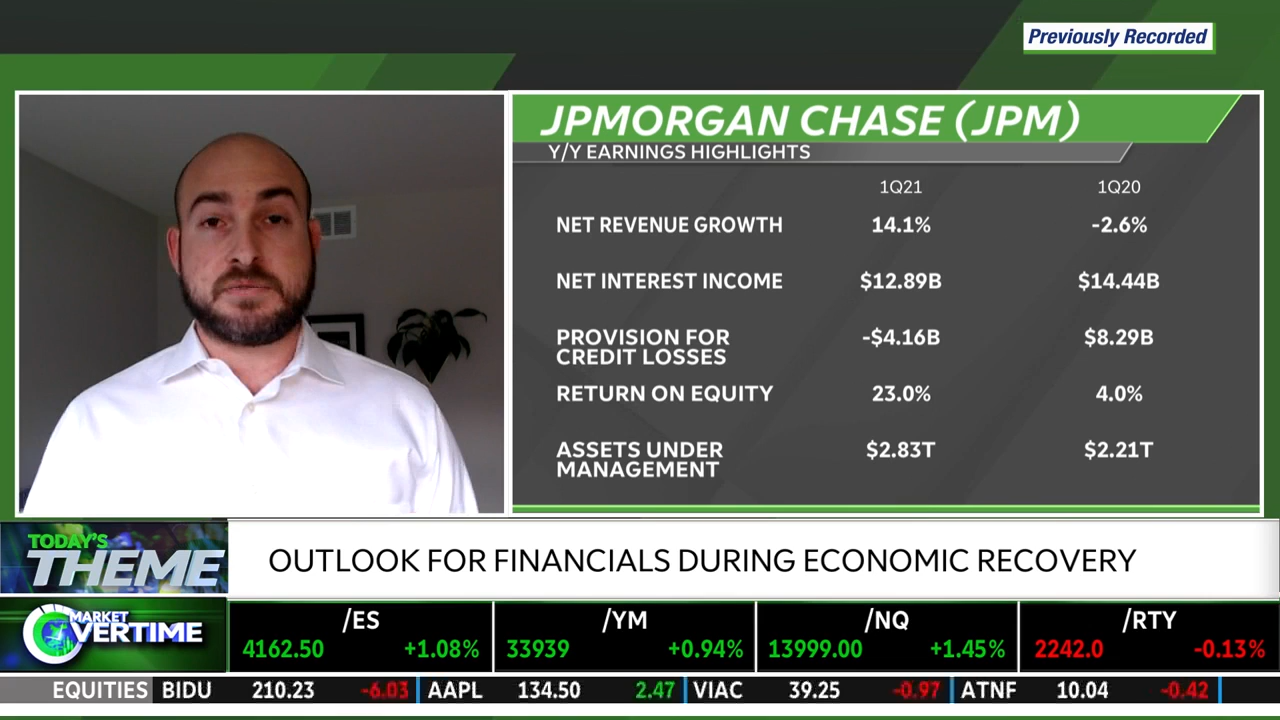 Previously Recorded
JPMORGAN CHASE (JPM)
Y/Y EARNINGS HIGHLIGHTS
1Q21 1Q20
NET REVENUE GROWTH 14.1% -2.6%
NET INTEREST INCOME $12.89B $14.44B
PROVISION FOR
CREDIT LOSSES -$4.16B $8.29B
RETURN ON EQUITY 23.0% 4.0%
ASSETS UNDER
MANAGEMENT $2.83T $2.21T
TODAY'S
THEME
OUTLOOK FOR FINANCIALS DURING ECONOMIC RECOVERY
MARKET
OVERTIME
/ES /YM /NQ /RTY
4162.50 +1.08% 33939 +0.94% 13999.00 +1.45% 2242.0 -0.13%
EQUITIES BIDU 210.23 -6.03 AAPL 134.50 2.47 VIAC 39.25 -0.97 ATNF 10.04 -0.42